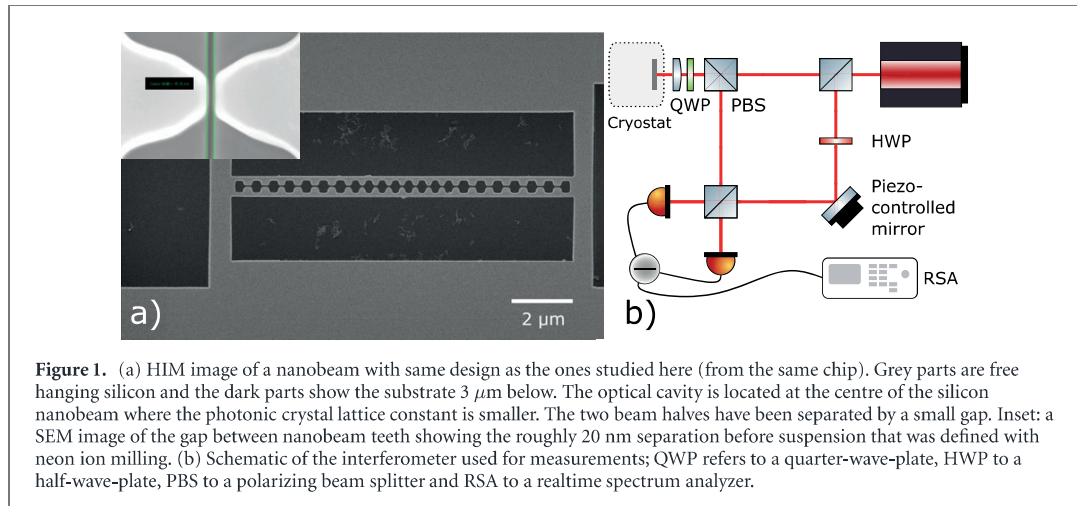 a)
2 μm
b)
Cryostat
QWP
PBS
HWP
Piezo-
controlled
mirror
RSA
Figure 1. (a) HIM image of a nanobeam with same design as the ones studied here (from the same chip). Grey parts are free
hanging silicon and the dark parts show the substrate 3 μm below. The optical cavity is located at the centre of the silicon
nanobeam where the photonic crystal lattice constant is smaller. The two beam halves have been separated by a small gap. Inset: a
SEM image of the gap between nanobeam teeth showing the roughly 20 nm separation before suspension that was defined with
neon ion milling. (b) Schematic of the interferometer used for measurements; QWP refers to a quarter-wave-plate, HWP to a
half-wave-plate, PBS to a polarizing beam splitter and RSA to a realtime spectrum analyzer.